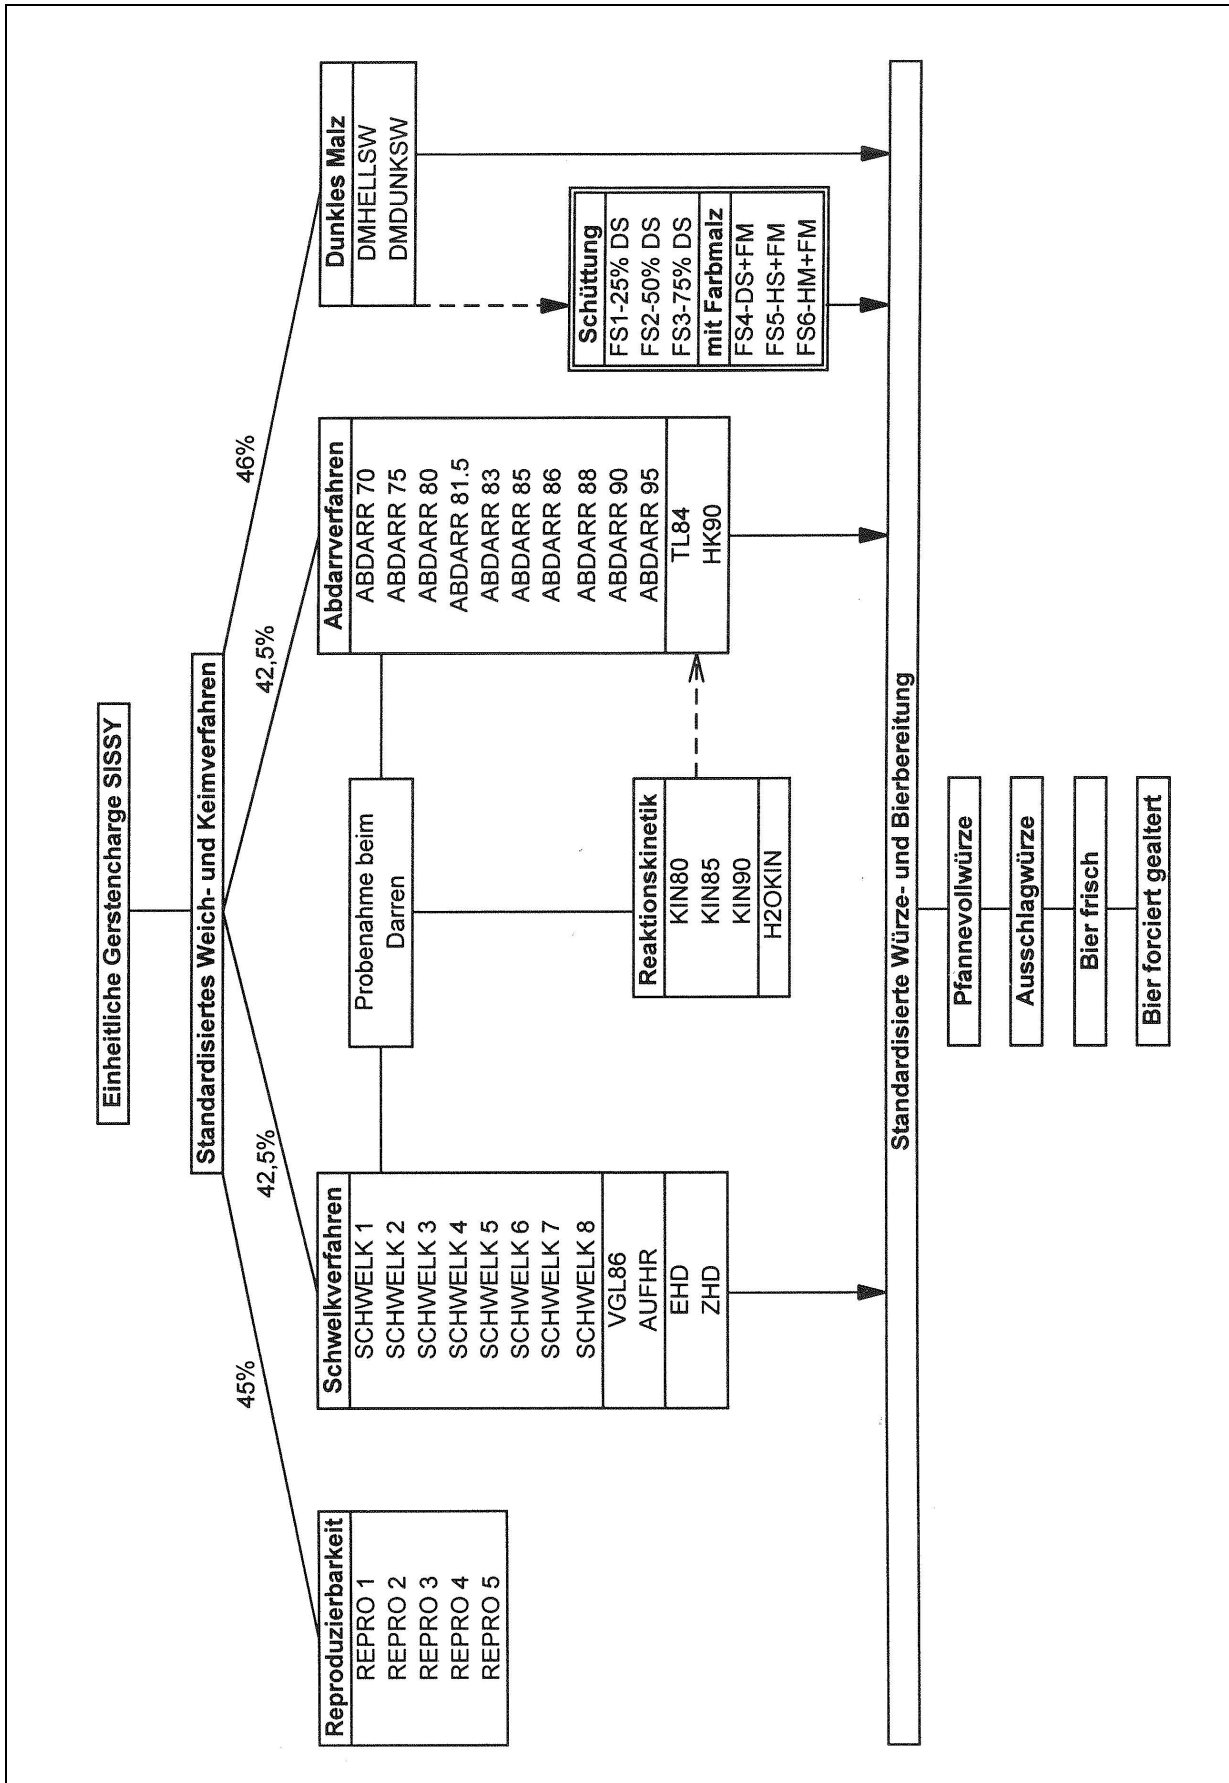 Einheitliche Gerstencharge SISSY
Standardisiertes Weich- und Keimverfahren
45%
42,5%
42,5%
46%
Reproduzierbarkeit
REPRO 1
REPRO 2
REPRO 3
REPRO 4
REPRO 5
Schwelkverfahren
SCHWELK 1
SCHWELK 2
SCHWELK 3
SCHWELK 4
SCHWELK 5
SCHWELK 6
SCHWELK 7
SCHWELK 8
VGL86
AUFHR
EHD
ZHD
Probenahme beim
Darren
Reaktionskinetik
KIN80
KIN85
KIN90
H2OKIN
Abdarrverfahren
ABDARR 70
ABDARR 75
ABDARR 80
ABDARR 81.5
ABDARR 83
ABDARR 85
ABDARR 86
ABDARR 88
ABDARR 90
ABDARR 95
TL84
HK90
Dunkles Malz
DMHELLSW
DMDUNKSW
Schüttung
FS1-25% DS
FS2-50% DS
FS3-75% DS
mit Farbmalz
FS4-DS+FM
FS5-HS+FM
FS6-HM+FM
Standardisierte Würze- und Bierbereitung
Pfannevollwürze
Ausschlagwürze
Bier frisch
Bier forciert gealtert